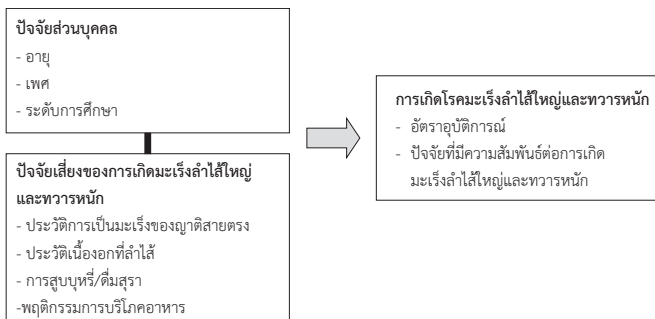 ปัจจัยส่วนบุคคล
- อายุ
- เพศ
- ระดับการศึกษา
ปัจจัยเสี่ยงของการเกิดมะเร็งลำไส้ใหญ่
และทวารหนัก
- ประวัติการเป็นมะเร็งของญาติสายตรง
- ประวัติเนื้องอกที่ลำไส้
- การสูบบุหรี่/ดื่มสุรา
-พฤติกรรมการบริโภคอาหาร
การเกิดโรคมะเร็งลำไส้ใหญ่และทวารหนัก
- อัตราอุบัติการณ์
- ปัจจัยที่มีความสัมพันธ์ต่อการเกิด
มะเร็งลำไส้ใหญ่และทวารหนัก